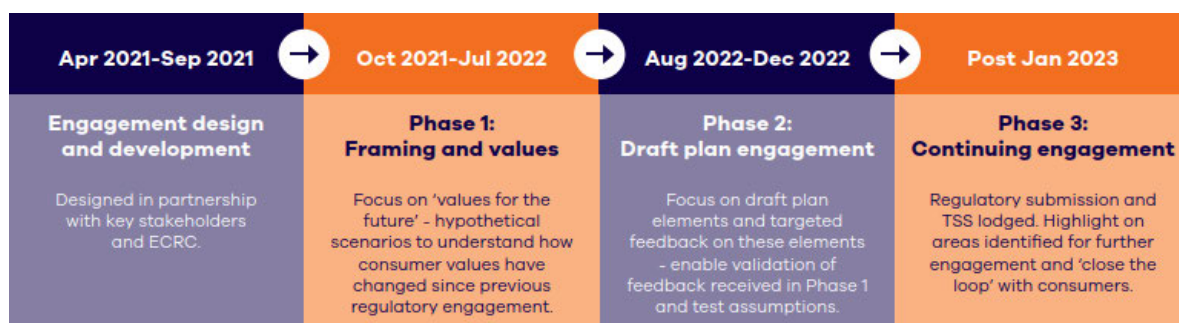 Apr 2021-Sep 2021
Engagement design
and development
Designed in partnership
with key stakeholders
and ECRC.
Oct 2021-Jul 2022
Phase 1:
Framing and values
Focus on ‘values for the
future’ - hypothetical
scenarios to understand how
consumer values have
changed since previous
regulatory engagement.
Aug 2022-Dec 2022
Phase 2:
Draft plan engagement
Focus on draft plan
elements and targeted
feedback on these elements
- enable validation of
feedback received in Phase 1
and test assumptions.
Post Jan 2023
Phase 3:
Continuing engagement
Regulatory submission and
TSS lodged. Highlight on
areas identified for further
engagement and ‘close the
loop’ with consumers.